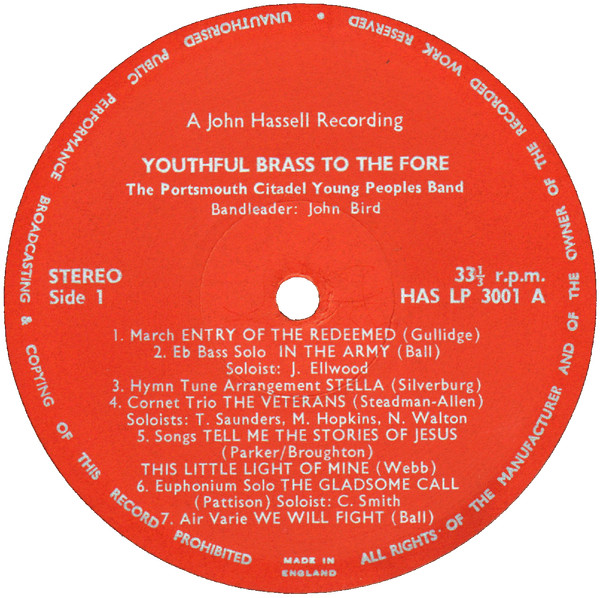 A John Hassell Recording
YOUTHFUL BRASS TO THE FORE
The Portsmouth Citadel Young Peoples Band
Bandleader: John Bird
STEREO
Side 1
33⅓ r.p.m.
HAS LP 3001 A
1. March ENTRY OF THE REDEEMED (Gullidge)
2. Eb Bass Solo IN THE ARMY (Ball)
Soloist: J. Ellwood
3. Hymn Tune Arrangement STELLA (Silverburg)
4. Cornet Trio THE VETERANS (Steadman-Allen)
Soloists: T. Saunders, M. Hopkins, N. Walton
5. Songs TELL ME THE STORIES OF JESUS
(Parker/Broughton)
THIS LITTLE LIGHT OF MINE (Webb)
6. Euphonium Solo THE GLADSOME CALL
(Pattison) Soloist: C. Smith
7. Air Varie WE WILL FIGHT (Ball)
MADE IN
ENGLAND
ALL RIGHTS OF THE MANUFACTURER AND OF THE OWNER OF THE RECORDED WORK RESERVED • UNAUTHORISED PUBLIC PERFORMANCE BROADCASTING & COPYING OF THIS RECORD PROHIBITED